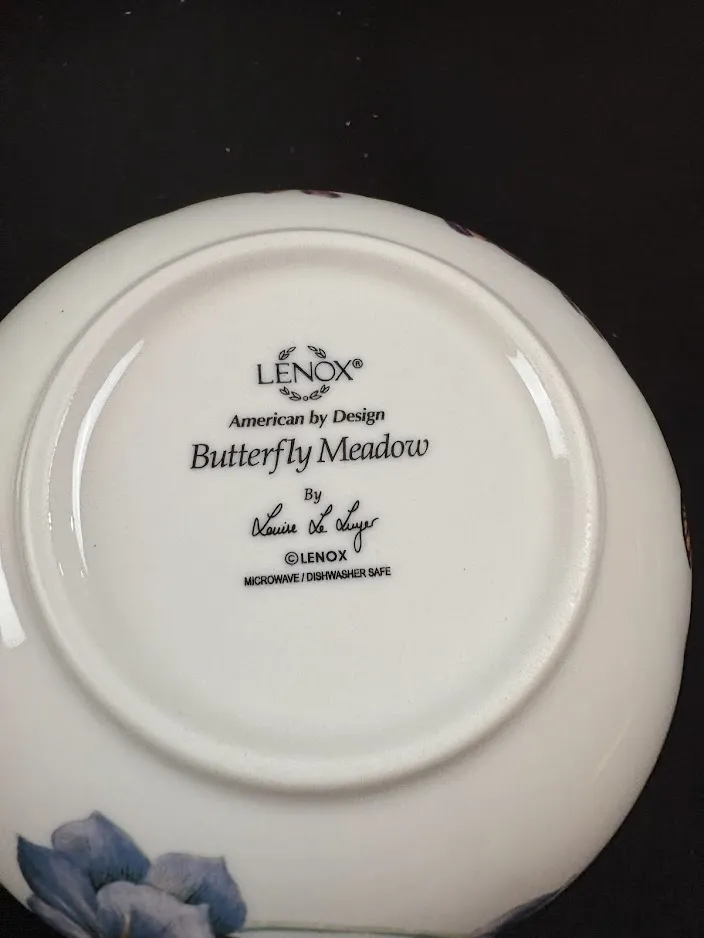 LENOX®
American by Design
Butterfly Meadow
By
Louise Le Luyer
©LENOX
MICROWAVE / DISHWASHER SAFE